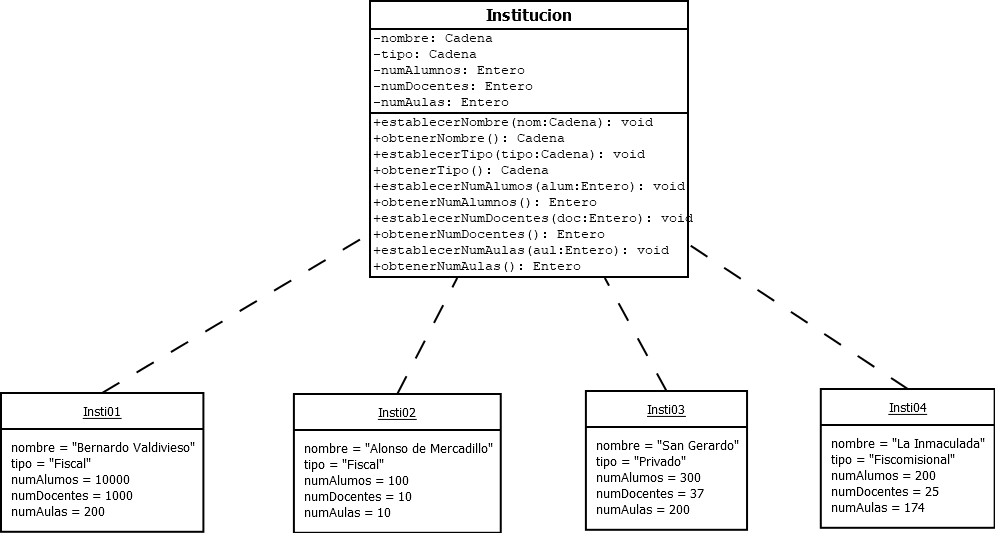 Institucion
-nombre: Cadena
-tipo: Cadena
-numAlumnos: Entero
-numDocentes: Entero
-numAulas: Entero
+establecerNombre(nom:Cadena): void
+obtenerNombre(): Cadena
+establecerTipo(tipo:Cadena): void
+obtenerTipo(): Cadena
+establecerNumAlumos(alum:Entero): void
+obtenerNumAlumnos(): Entero
+establecerNumDocentes(doc:Entero): void
+obtenerNumDocentes(): Entero
+establecerNumAulas(aul:Entero): void
+obtenerNumAulas(): Entero
Insti01
nombre = "Bernardo Valdivieso"
tipo = "Fiscal"
numAlumos = 10000
numDocentes = 1000
numAulas = 200
Insti02
nombre = "Alonso de Mercadillo"
tipo = "Fiscal"
numAlumos = 100
numDocentes = 10
numAulas = 10
Insti03
nombre = "San Gerardo"
tipo = "Privado"
numAlumos = 300
numDocentes = 37
numAulas = 200
Insti04
nombre = "La Inmaculada"
tipo = "Fiscomisional"
numAlumos = 200
numDocentes = 25
numAulas = 174